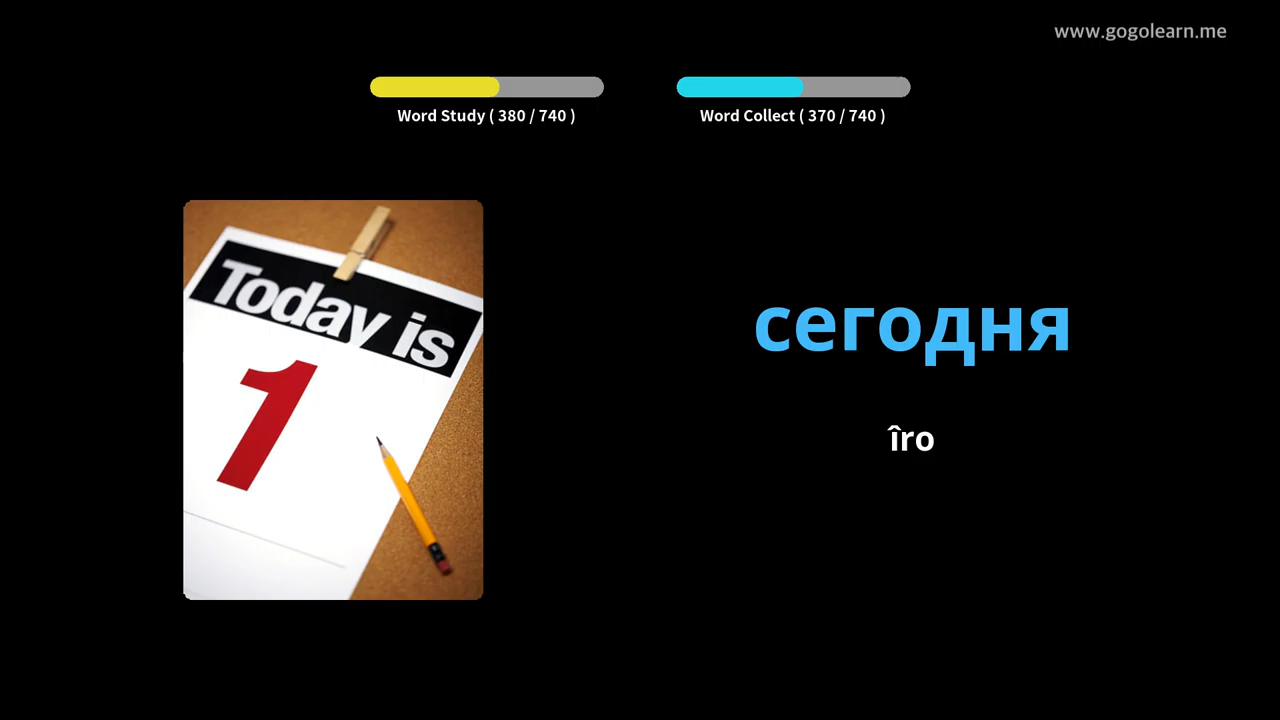 www.gogolearn.me
Word Study ( 380 / 740 )
Word Collect ( 370 / 740 )
Today is
1
сегодня
îro